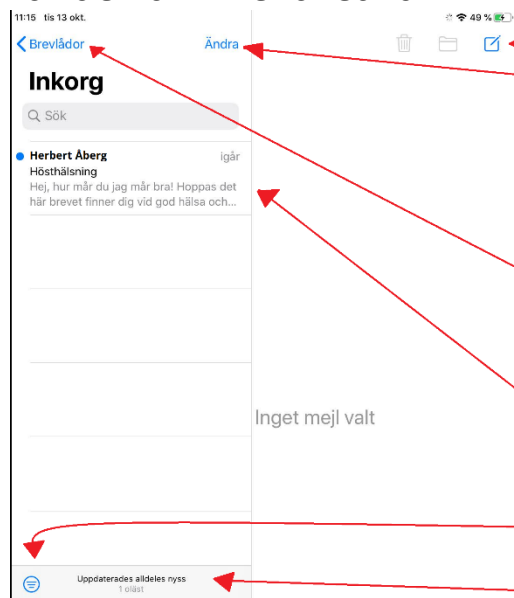 11:15 tis 13 okt.
49 %
Brevlådor
Ändra
Inkorg
Sök
Herbert Åberg
igår
Hösthälsning
Hej, hur mår du jag mår bra! Hoppas det
här brevet finner dig vid god hälsa och...
Inget mejl valt
Uppdaterades alldeles nyss
1 oläst